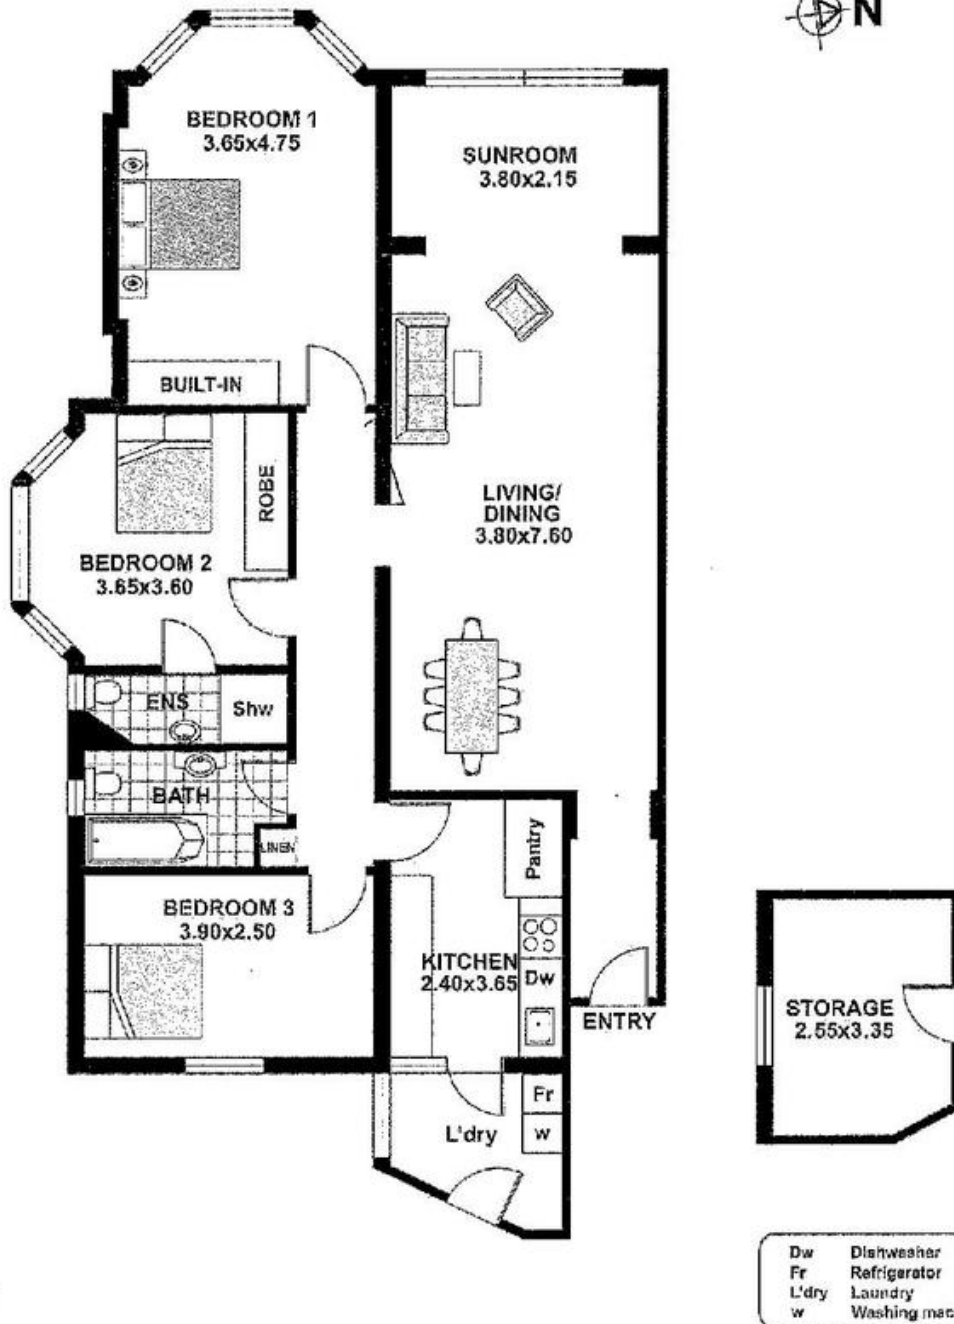 N
BEDROOM 1
3.65x4.75
SUNROOM
3.80x2.15
BUILT-IN
ROBE
LIVING/
DINING
3.80x7.60
BEDROOM 2
3.65x3.60
ENS
Shw
BATH
LINEN
Pantry
BEDROOM 3
3.90x2.50
KITCHEN
2.40x3.65
Dw
ENTRY
STORAGE
2.55x3.35
Fr
L'dry
w
Dw Dishwasher
Fr Refrigerator
L'dry Laundry
w Washing mac